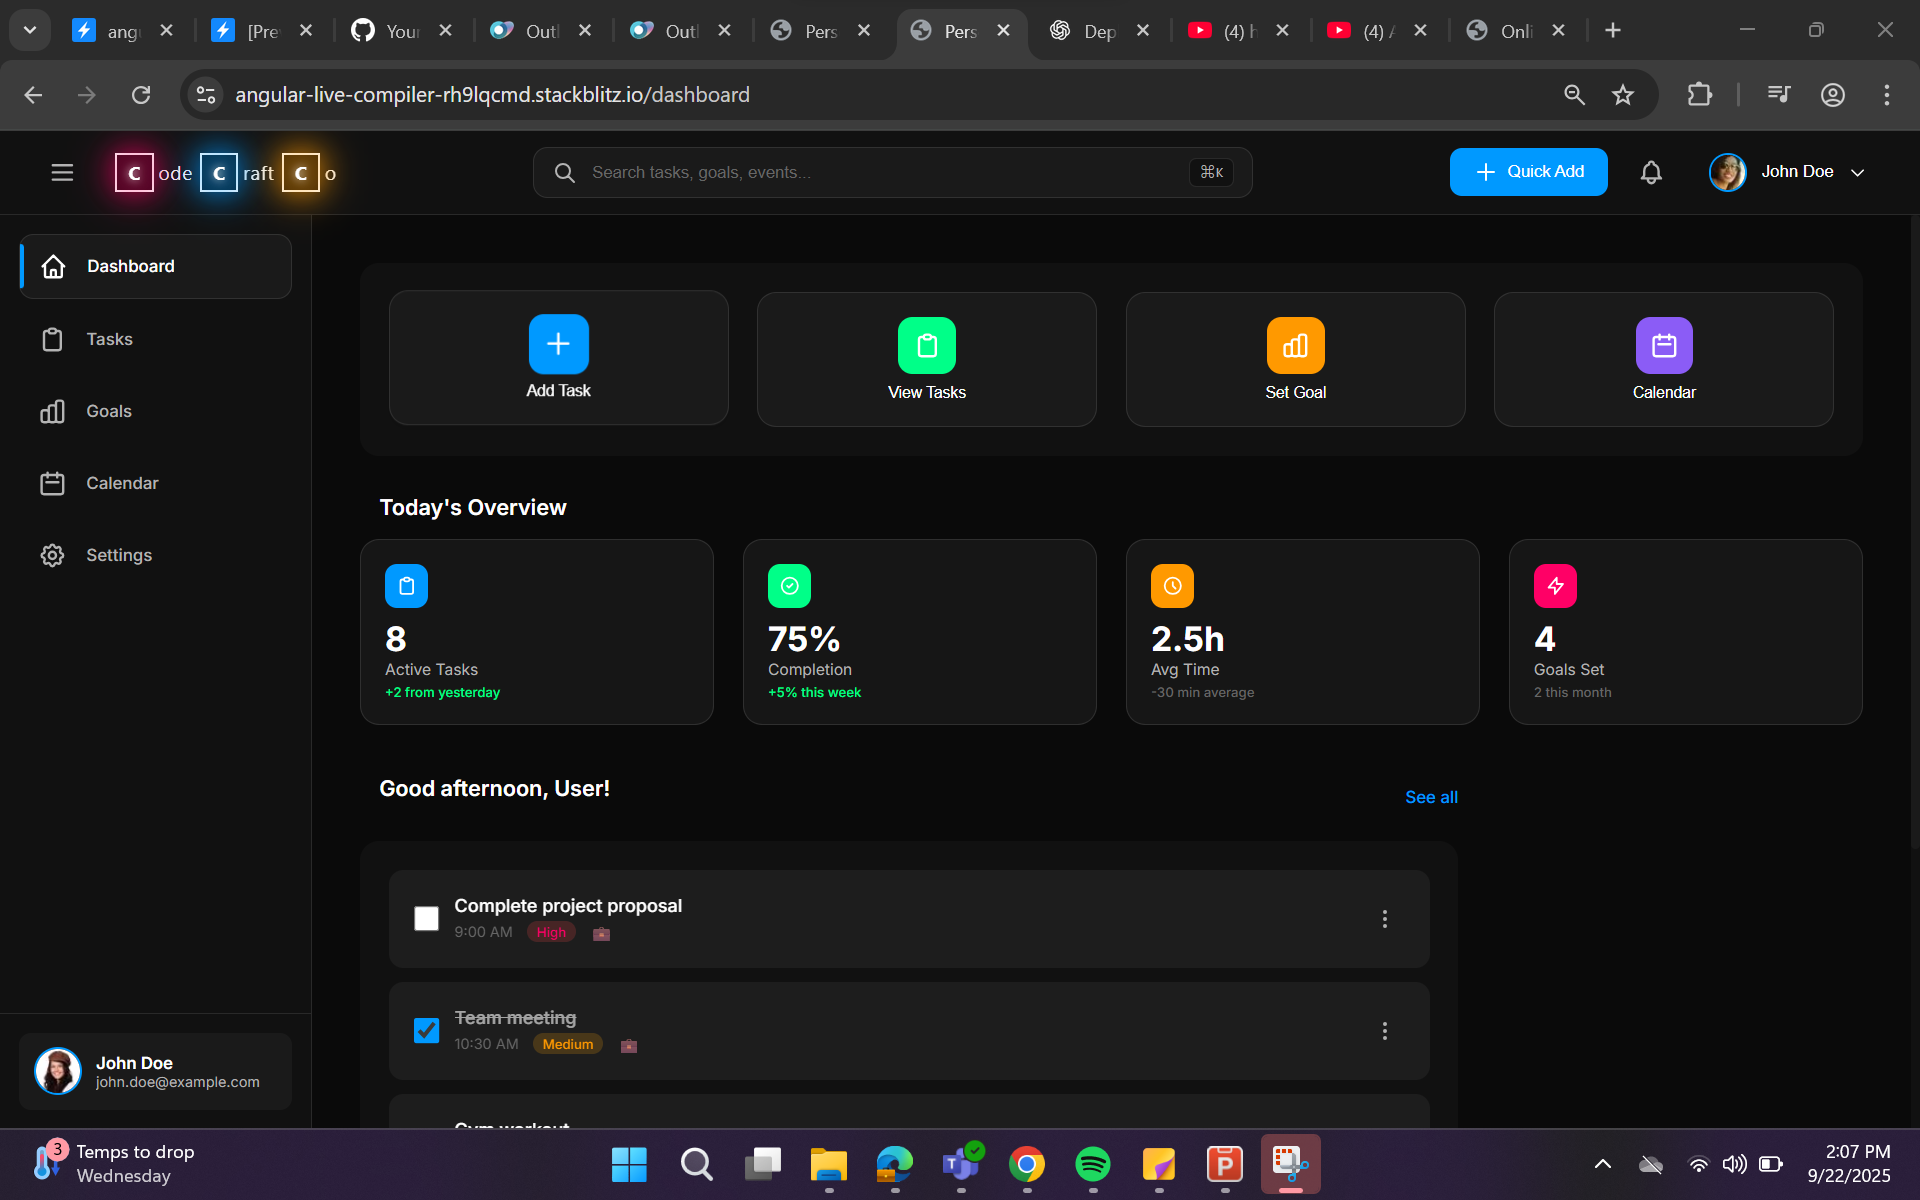 ang
[Pre
Your
Outl
Outl
Pers
Pers
Dep
(4) h
(4) A
Onli
angular-live-compiler-rh9lqcmd.stackblitz.io/dashboard
C ode C raft C o
Search tasks, goals, events...
⌘K
Quick Add
John Doe
Dashboard
Tasks
Goals
Calendar
Settings
Add Task
View Tasks
Set Goal
Calendar
Today's Overview
8
Active Tasks
+2 from yesterday
75%
Completion
+5% this week
2.5h
Avg Time
-30 min average
4
Goals Set
2 this month
Good afternoon, User!
See all
Complete project proposal
9:00 AM High
Team meeting
10:30 AM Medium
Gym workout
John Doe
john.doe@example.com
3
Temps to drop
Wednesday
2:07 PM
9/22/2025